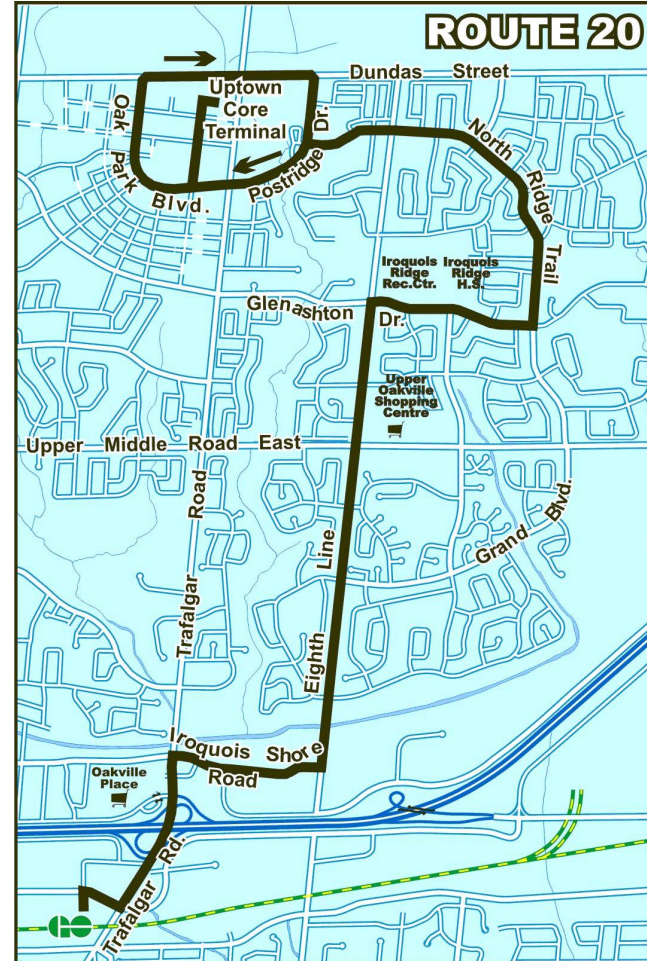 ROUTE 20
Dundas Street
Uptown
Core
Terminal
Oak
Park
Blvd.
Postridge
Dr.
North
Ridge
Trail
Iroquois
Ridge
Rec.Ctr.
Iroquois
Ridge
H.S.
Glenashton
Dr.
Upper
Oakville
Shopping
Centre
Upper Middle Road East
Trafalgar Road
Eighth Line
Grand Blvd.
Iroquois Shore
Road
Oakville
Place
Trafalgar Rd.
GO